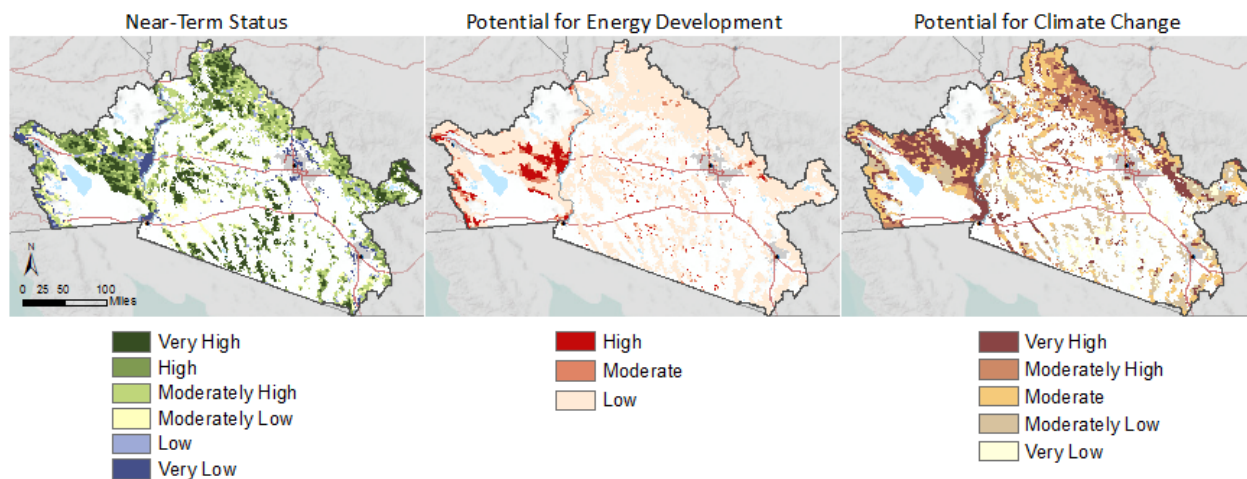 Near-Term Status
Potential for Energy Development
Potential for Climate Change
N
0 25 50 100
Miles
Very High
High
Moderately High
Moderately Low
Low
Very Low
High
Moderate
Low
Very High
Moderately High
Moderate
Moderately Low
Very Low